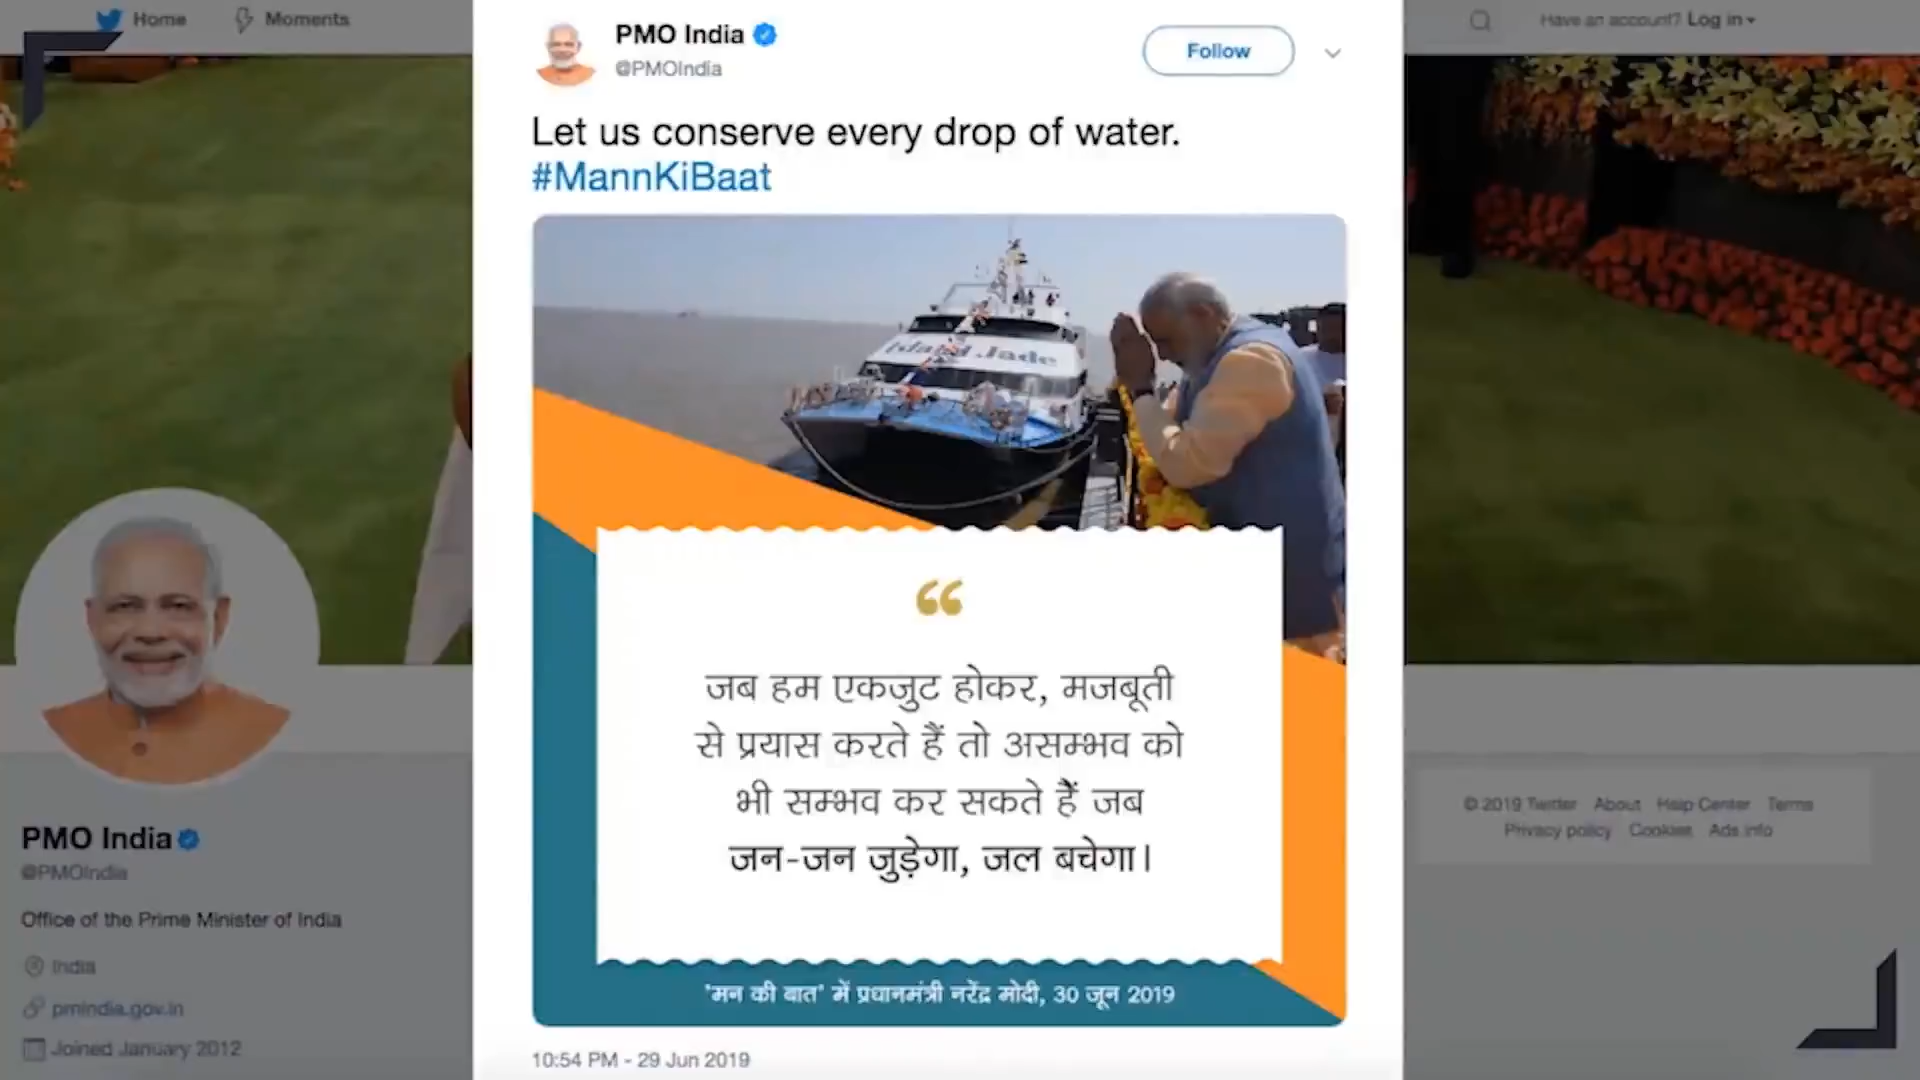 Home
Moments
Have an account? Log in
PMO India
@PMOIndia
Follow
Let us conserve every drop of water.
#MannKiBaat
Island Jade
“
जब हम एकजुट होकर, मजबूती
से प्रयास करते हैं तो असम्भव को
भी सम्भव कर सकते हैं जब
जन-जन जुड़ेगा, जल बचेगा।
'मन की बात' में प्रधानमंत्री नरेंद्र मोदी, 30 जून 2019
10:54 PM - 29 Jun 2019
PMO India
@PMOIndia
Office of the Prime Minister of India
India
pmindia.gov.in
Joined January 2012
© 2019 Twitter About Help Center Terms
Privacy policy Cookies Ads info